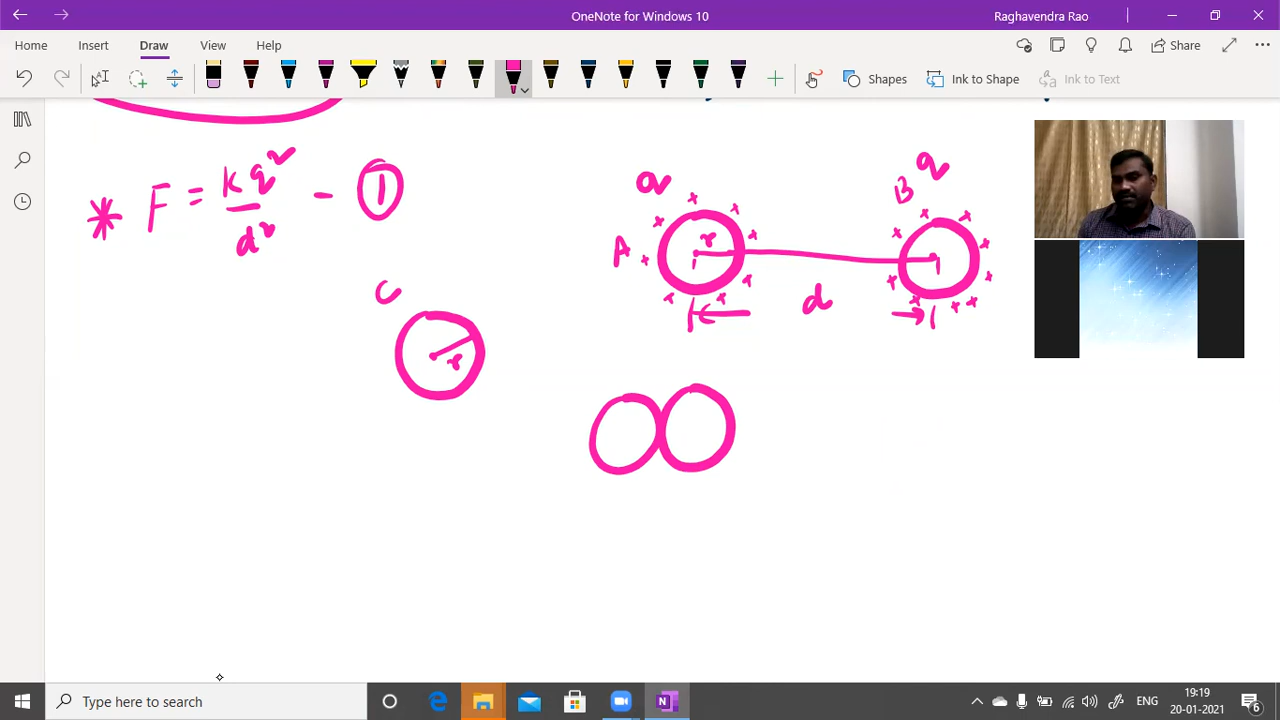 OneNote for Windows 10
Raghavendra Rao
Home Insert Draw View Help
Share
Shapes
Ink to Shape
Ink to Text
* F = kq² / d² - ①
q
A
r
B q
d
C
r
Type here to search
ENG
19:19
20-01-2021
6